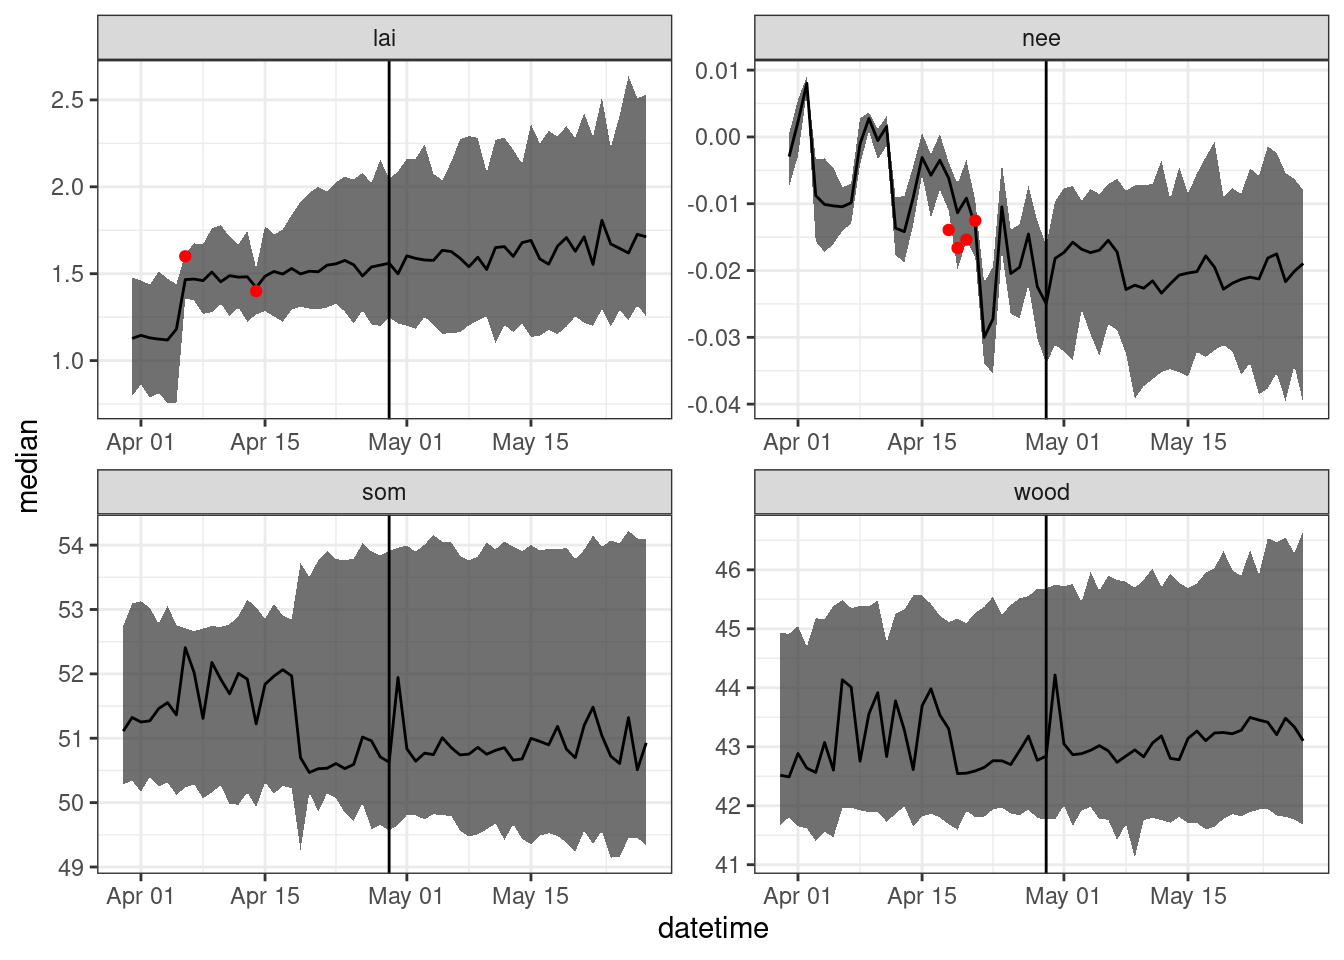 lai
nee
2.5
2.0
1.5
1.0
0.01
0.00
-0.01
-0.02
-0.03
-0.04
Apr 01 Apr 15 May 01 May 15
Apr 01 Apr 15 May 01 May 15
median
som
wood
54
53
52
51
50
49
46
45
44
43
42
41
Apr 01 Apr 15 May 01 May 15
Apr 01 Apr 15 May 01 May 15
datetime